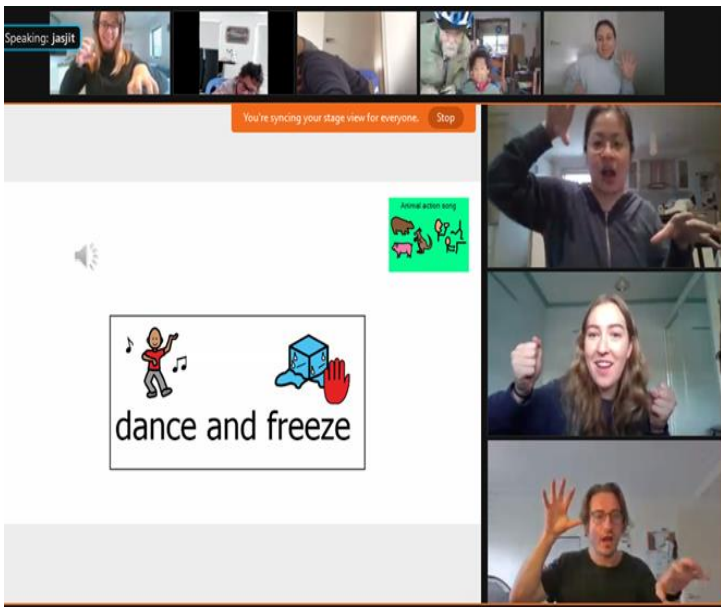 Speaking: jasjit
You're syncing your stage view for everyone. Stop
Animal action song
dance and freeze